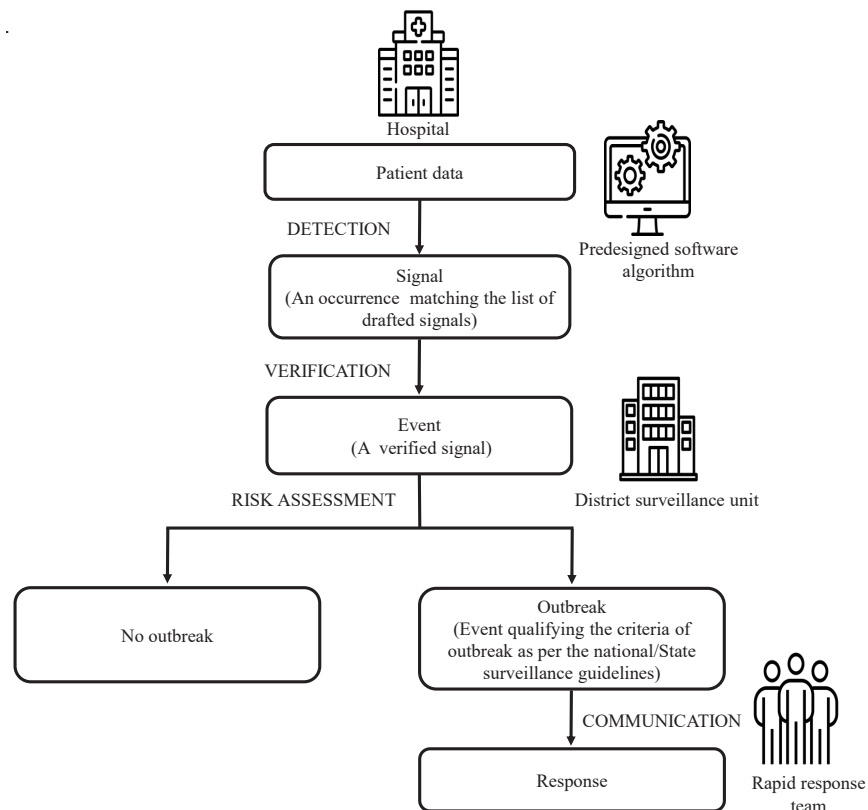 Hospital
Patient data
DETECTION
Predesigned software
algorithm
Signal
(An occurrence matching the list of
drafted signals)
VERIFICATION
Event
(A verified signal)
RISK ASSESSMENT
District surveillance unit
No outbreak
Outbreak
(Event qualifying the criteria of
outbreak as per the national/State
surveillance guidelines)
COMMUNICATION
Response
Rapid response
team